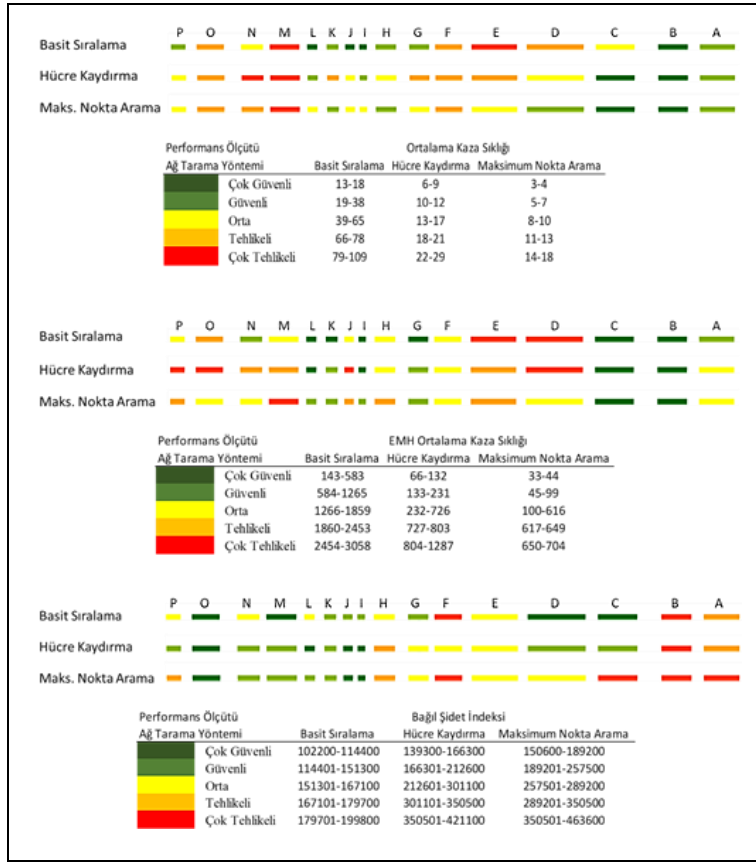 P O N M L K J I H G F E D C B A
Basit Sıralama
Hücre Kaydırma
Maks. Nokta Arama
Performans Ölçütü Ortalama Kaza Sıklığı
Ağ Tarama Yöntemi Basit Sıralama Hücre Kaydırma Maksimum Nokta Arama
Çok Güvenli 13-18 6-9 3-4
Güvenli 19-38 10-12 5-7
Orta 39-65 13-17 8-10
Tehlikeli 66-78 18-21 11-13
Çok Tehlikeli 79-109 22-29 14-18
P O N M L K J I H G F E D C B A
Basit Sıralama
Hücre Kaydırma
Maks. Nokta Arama
Performans Ölçütü EMH Ortalama Kaza Sıklığı
Ağ Tarama Yöntemi Basit Sıralama Hücre Kaydırma Maksimum Nokta Arama
Çok Güvenli 143-583 66-132 33-44
Güvenli 584-1265 133-231 45-99
Orta 1266-1859 232-726 100-616
Tehlikeli 1860-2453 727-803 617-649
Çok Tehlikeli 2454-3058 804-1287 650-704
P O N M L K J I H G F E D C B A
Basit Sıralama
Hücre Kaydırma
Maks. Nokta Arama
Performans Ölçütü Bağıl Şidet İndeksi
Ağ Tarama Yöntemi Basit Sıralama Hücre Kaydırma Maksimum Nokta Arama
Çok Güvenli 102200-114400 139300-166300 150600-189200
Güvenli 114401-151300 166301-212600 189201-257500
Orta 151301-167100 212601-301100 257501-289200
Tehlikeli 167101-179700 301101-350500 289201-350500
Çok Tehlikeli 179701-199800 350501-421100 350501-463600